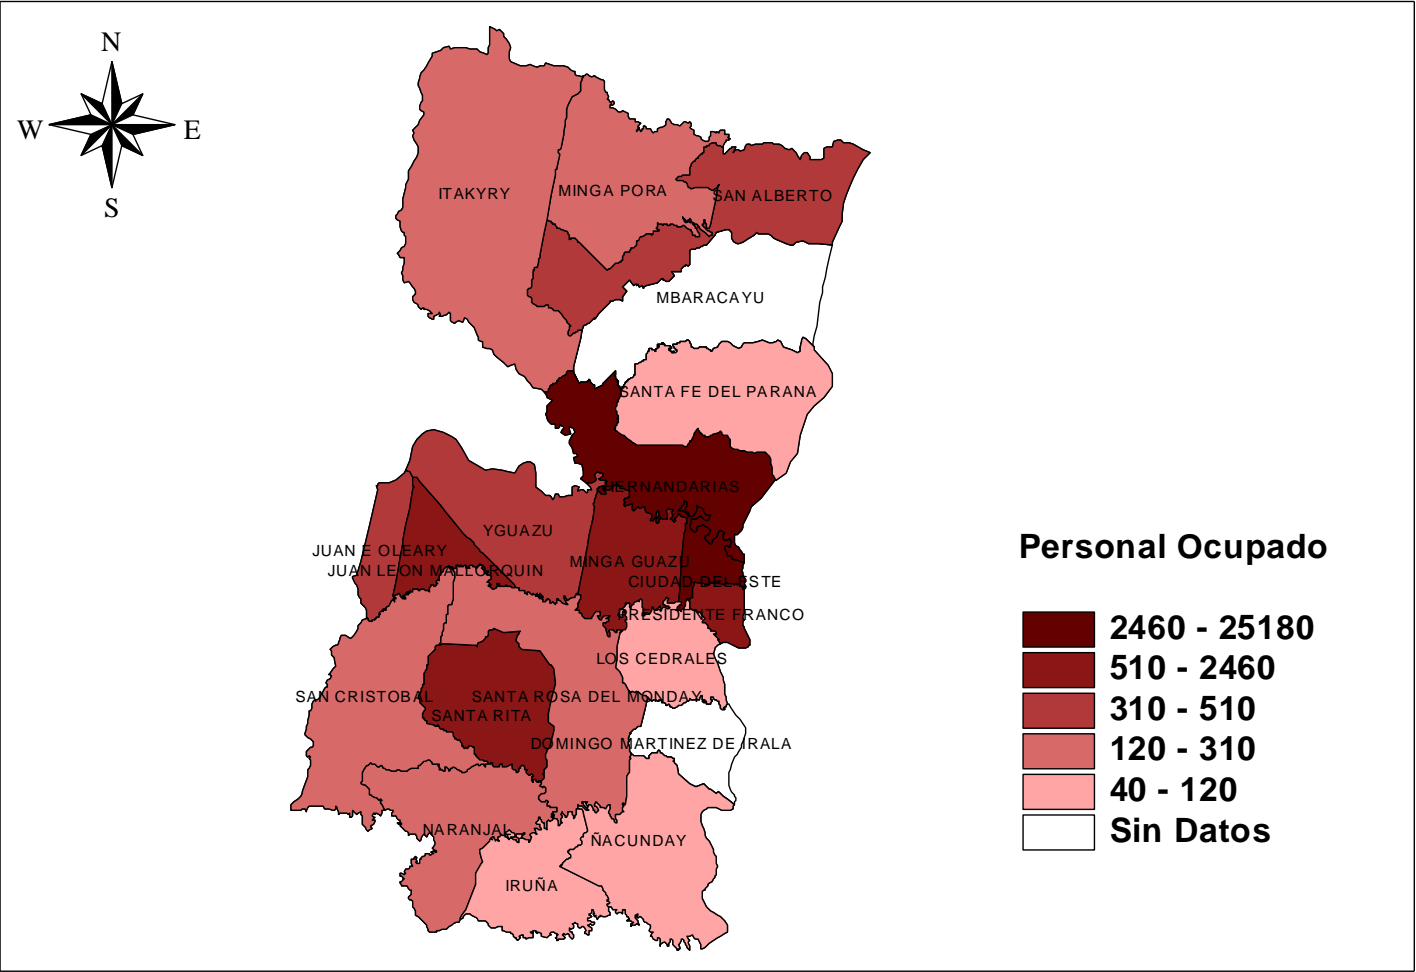 N
W
E
S
ITAKYRY
MINGA PORA
SAN ALBERTO
MBARACAYU
SANTA FE DEL PARANA
HERNANDARIAS
YGUAZU
JUAN E OLEARY
MINGA GUAZU
JUAN LEON MALLORQUIN
CIUDAD DEL ESTE
PRESIDENTE FRANCO
LOS CEDRALES
SAN CRISTOBAL
SANTA ROSA DEL MONDAY
SANTA RITA
DOMINGO MARTINEZ DE IRALA
NARANJAL
ÑACUNDAY
IRUÑA
Personal Ocupado
2460 - 25180
510 - 2460
310 - 510
120 - 310
40 - 120
Sin Datos